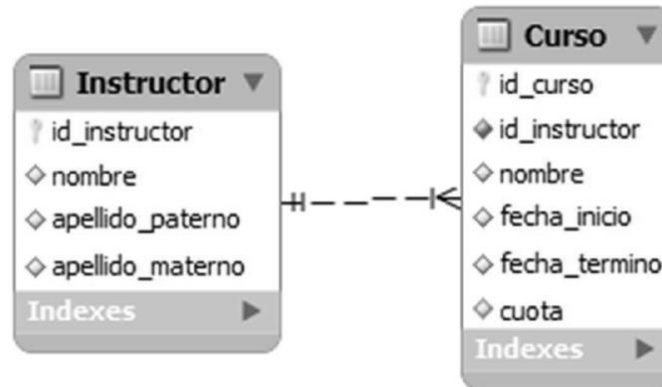 Instructor
id_instructor
nombre
apellido_paterno
apellido_materno
Indexes
Curso
id_curso
id_instructor
nombre
fecha_inicio
fecha_termino
cuota
Indexes